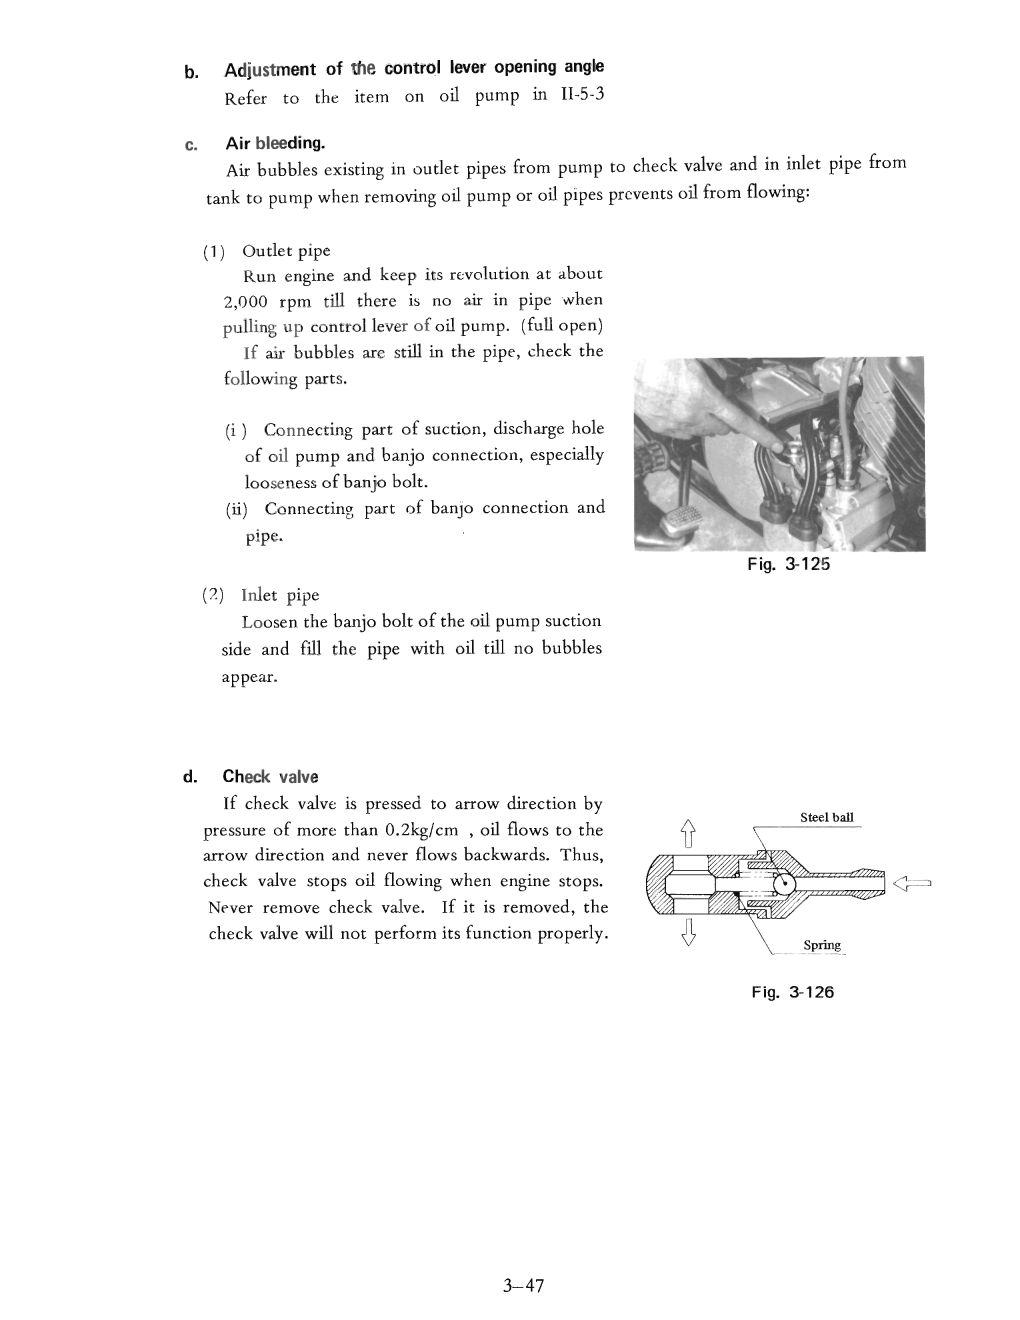 b. Adjustment of the control lever opening angle
Refer to the item on oil pump in II-5-3
c. Air bleeding.
Air bubbles existing in outlet pipes from pump to check valve and in inlet pipe from
tank to pump when removing oil pump or oil pipes prevents oil from flowing:
(1) Outlet pipe
Run engine and keep its revolution at about
2,000 rpm till there is no air in pipe when
pulling up control lever of oil pump. (full open)
If air bubbles are still in the pipe, check the
following parts.
(i ) Connecting part of suction, discharge hole
of oil pump and banjo connection, especially
looseness of banjo bolt.
(ii) Connecting part of banjo connection and
pipe.
Fig. 3-125
(2) Inlet pipe
Loosen the banjo bolt of the oil pump suction
side and fill the pipe with oil till no bubbles
appear.
d. Check valve
If check valve is pressed to arrow direction by
pressure of more than 0.2kg/cm , oil flows to the
arrow direction and never flows backwards. Thus,
check valve stops oil flowing when engine stops.
Never remove check valve. If it is removed, the
check valve will not perform its function properly.
Steel ball
Spring
Fig. 3-126
3-47